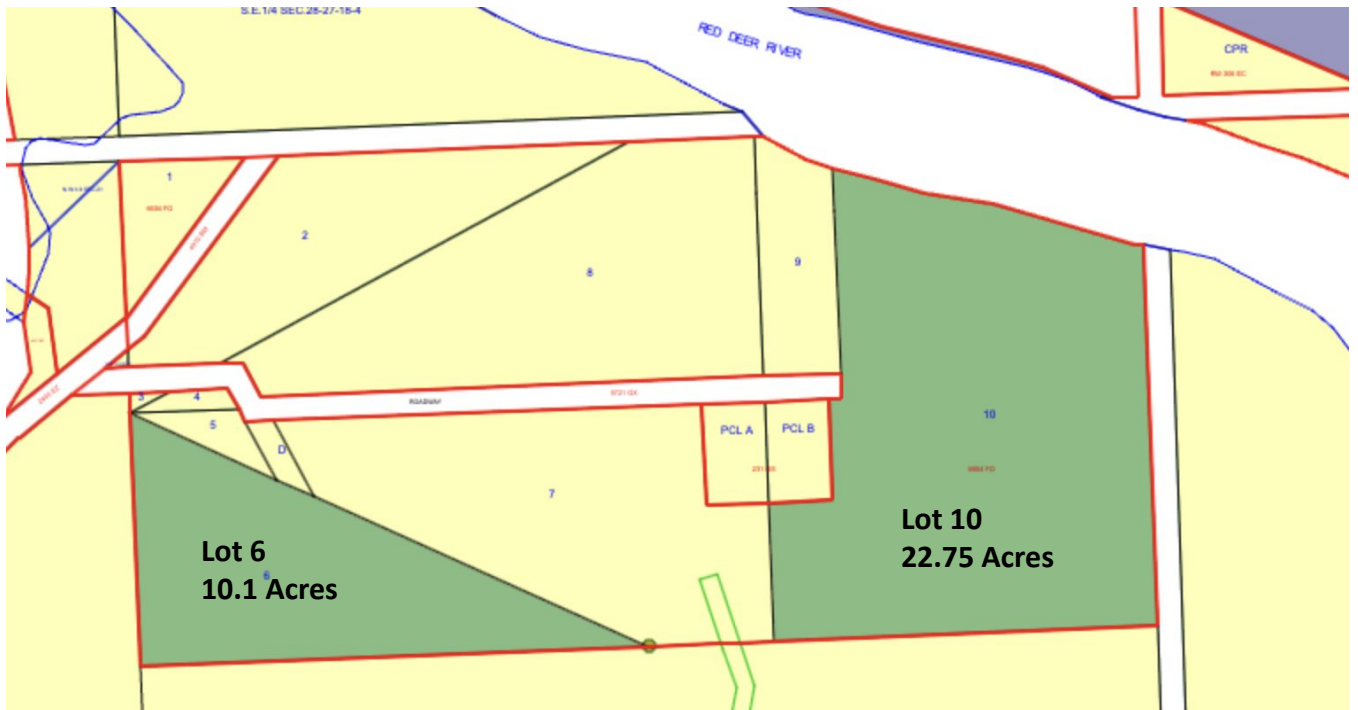 S.E.1/4 SEC.28-27-18-4
RED DEER RIVER
CPR
1
2
8
9
3
4
5
D
ROADWAY
PCL A
PCL B
7
10
Lot 6
10.1 Acres
6
Lot 10
22.75 Acres